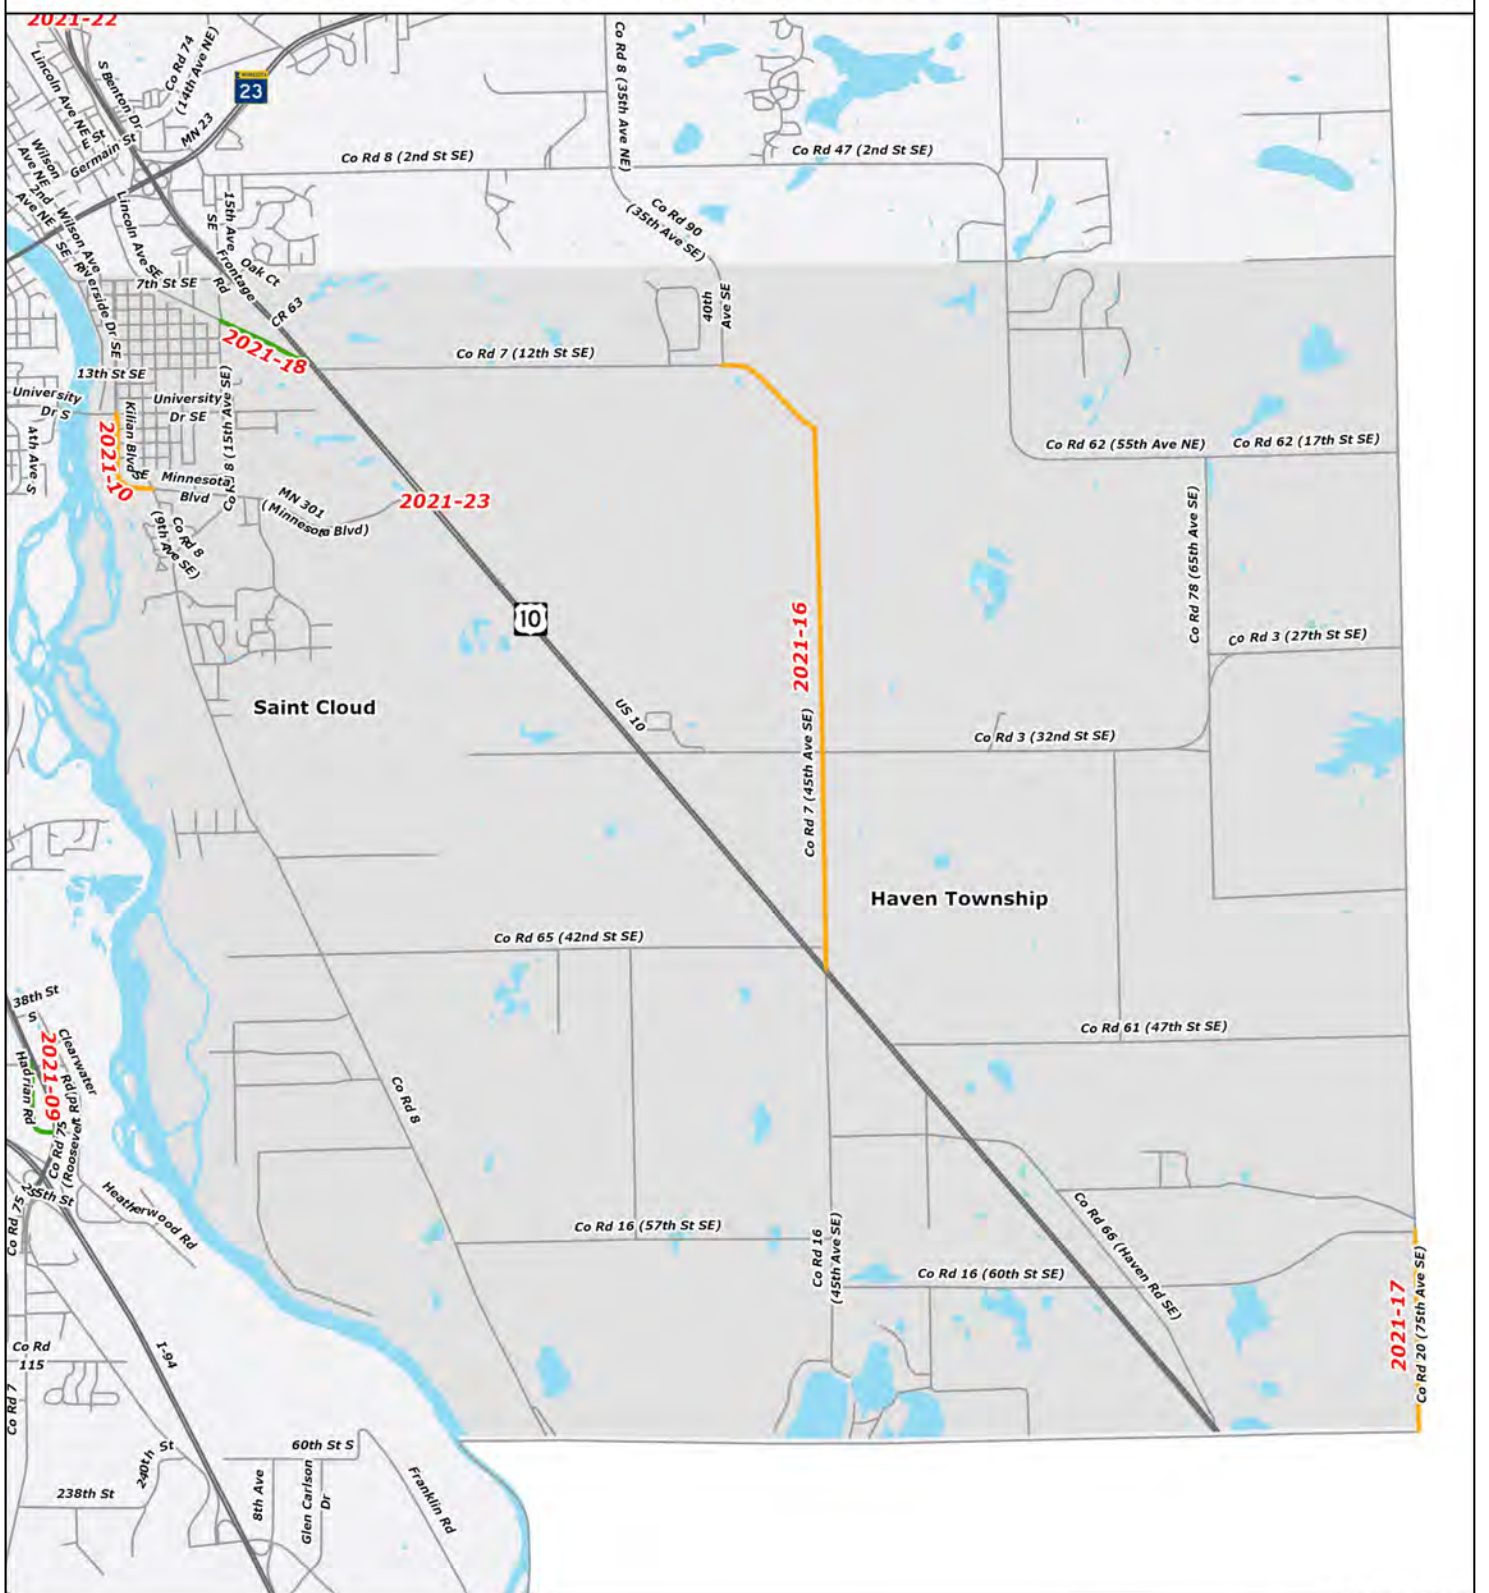 2021-22
Lincoln Ave NE
S Benton Dr
Co Rd 74
(14th Ave NE)
MINNESOTA
23
MN 23
E St
Germain St
Wilson
Ave NE
2nd
Ave NE
Wilson Ave
SE
Riverside Dr SE
Lincoln Ave SE
15th Ave
SE
Frontage
Rd
Oak Ct
CR 63
7th St SE
Co Rd 8 (2nd St SE)
Co Rd 8 (35th Ave NE)
Co Rd 47 (2nd St SE)
Co Rd 90
(35th Ave SE)
40th
Ave SE
2021-18
Co Rd 7 (12th St SE)
13th St SE
University
Dr S
University
Dr SE
4th Ave S
Kilian Blvd
SE
2021-10
Co Rd 8 (15th Ave SE)
Minnesota
Blvd
MN 301
(Minnesota Blvd)
Co Rd 8
(9th Ave SE)
2021-23
10
US 10
Co Rd 62 (55th Ave NE)
Co Rd 62 (17th St SE)
Co Rd 78 (65th Ave SE)
2021-16
Co Rd 3 (27th St SE)
Saint Cloud
Co Rd 7 (45th Ave SE)
Co Rd 3 (32nd St SE)
Haven Township
Co Rd 65 (42nd St SE)
38th St
S
Clearwater
Rd
2021-09
Hadrian Rd
Co Rd 75
(Roosevelt Rd)
Co Rd 61 (47th St SE)
Co Rd 8
Co Rd 75
255th St
Heatherwood Rd
Co Rd 16 (57th St SE)
Co Rd 16
(45th Ave SE)
Co Rd 16 (60th St SE)
Co Rd 66 (Haven Rd SE)
2021-17
Co Rd 20 (75th Ave SE)
Co Rd
115
Co Rd 7
I-94
60th St S
240th St
238th St
8th Ave
Glen Carlson
Dr
Franklin Rd